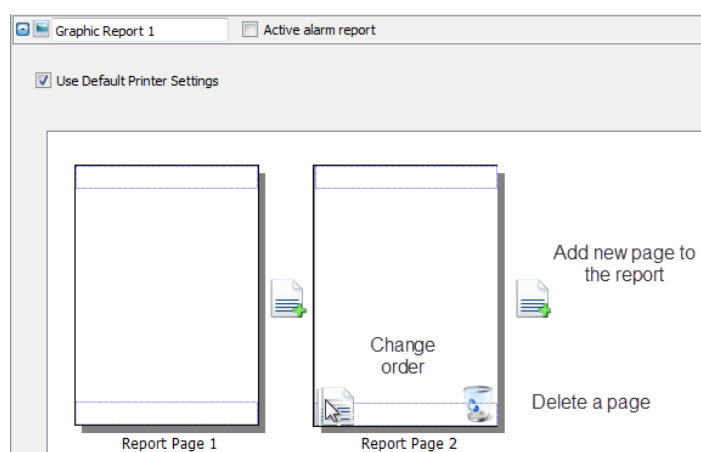 Graphic Report 1
Active alarm report
Use Default Printer Settings
Add new page to
the report
Change
order
Delete a page
Report Page 1
Report Page 2